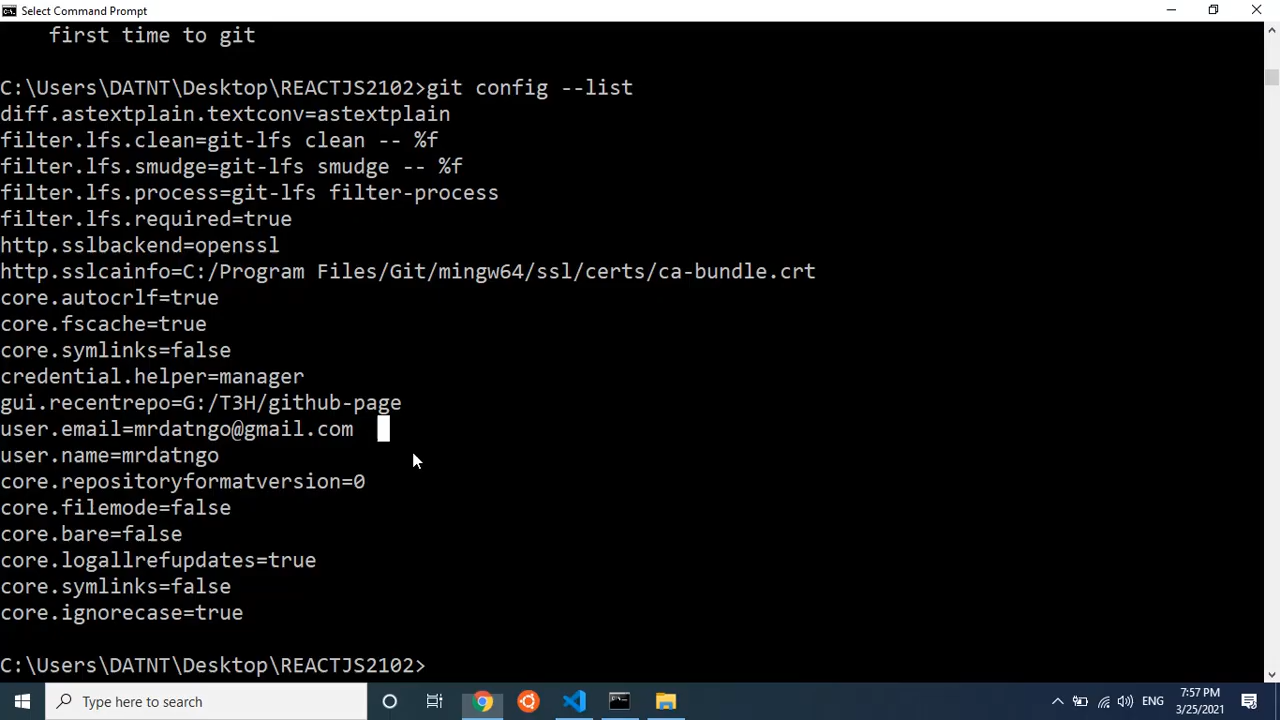 Select Command Prompt
first time to git
C:\Users\DATNT\Desktop\REACTJS2102>git config --list
diff.astextplain.textconv=astextplain
filter.lfs.clean=git-lfs clean -- %f
filter.lfs.smudge=git-lfs smudge -- %f
filter.lfs.process=git-lfs filter-process
filter.lfs.required=true
http.sslbackend=openssl
http.sslcainfo=C:/Program Files/Git/mingw64/ssl/certs/ca-bundle.crt
core.autocrlf=true
core.fscache=true
core.symlinks=false
credential.helper=manager
gui.recentrepo=G:/T3H/github-page
user.email=mrdatngo@gmail.com
user.name=mrdatngo
core.repositoryformatversion=0
core.filemode=false
core.bare=false
core.logallrefupdates=true
core.symlinks=false
core.ignorecase=true
C:\Users\DATNT\Desktop\REACTJS2102>
Type here to search
ENG
7:57 PM
3/25/2021